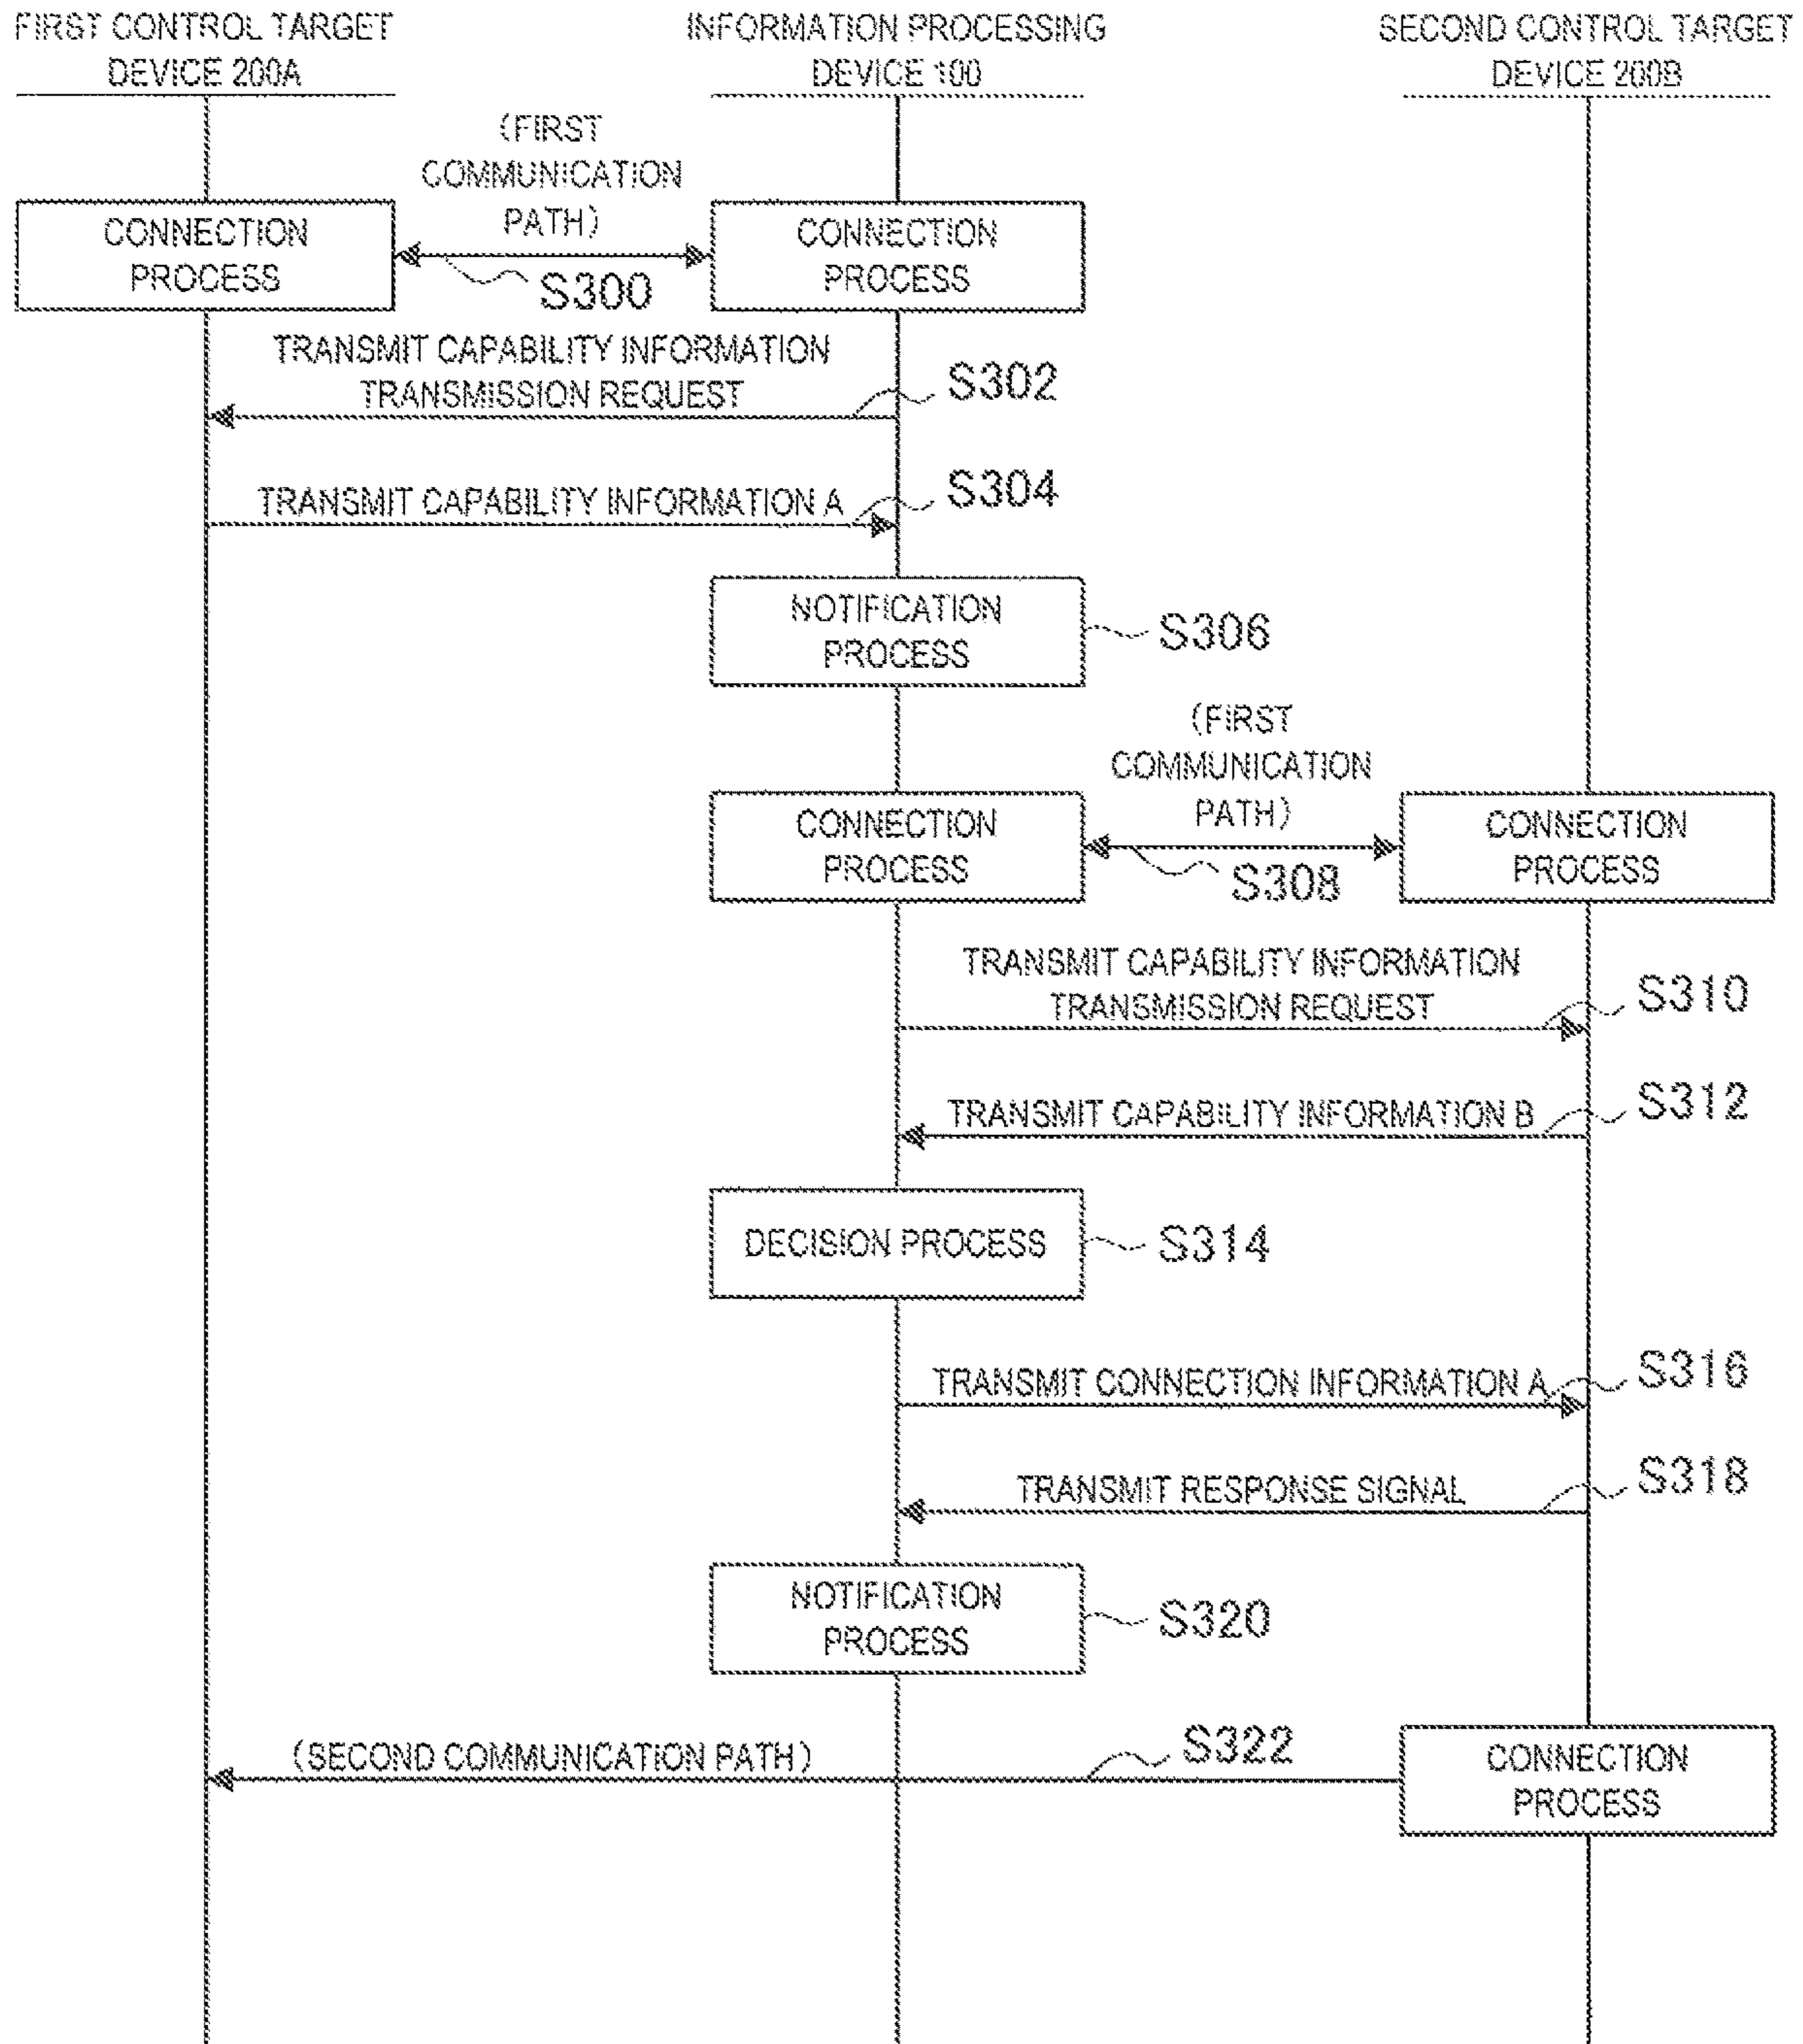 FIRST CONTROL TARGET
DEVICE 200A
INFORMATION PROCESSING
DEVICE 100
SECOND CONTROL TARGET
DEVICE 200B
(FIRST
COMMUNICATION
PATH)
CONNECTION
PROCESS
CONNECTION
PROCESS
S300
TRANSMIT CAPABILITY INFORMATION
TRANSMISSION REQUEST
S302
TRANSMIT CAPABILITY INFORMATION A
S304
NOTIFICATION
PROCESS
S306
(FIRST
COMMUNICATION
PATH)
CONNECTION
PROCESS
CONNECTION
PROCESS
S308
TRANSMIT CAPABILITY INFORMATION
TRANSMISSION REQUEST
S310
TRANSMIT CAPABILITY INFORMATION B
S312
DECISION PROCESS
S314
TRANSMIT CONNECTION INFORMATION A
S316
TRANSMIT RESPONSE SIGNAL
S318
NOTIFICATION
PROCESS
S320
(SECOND COMMUNICATION PATH)
S322
CONNECTION
PROCESS